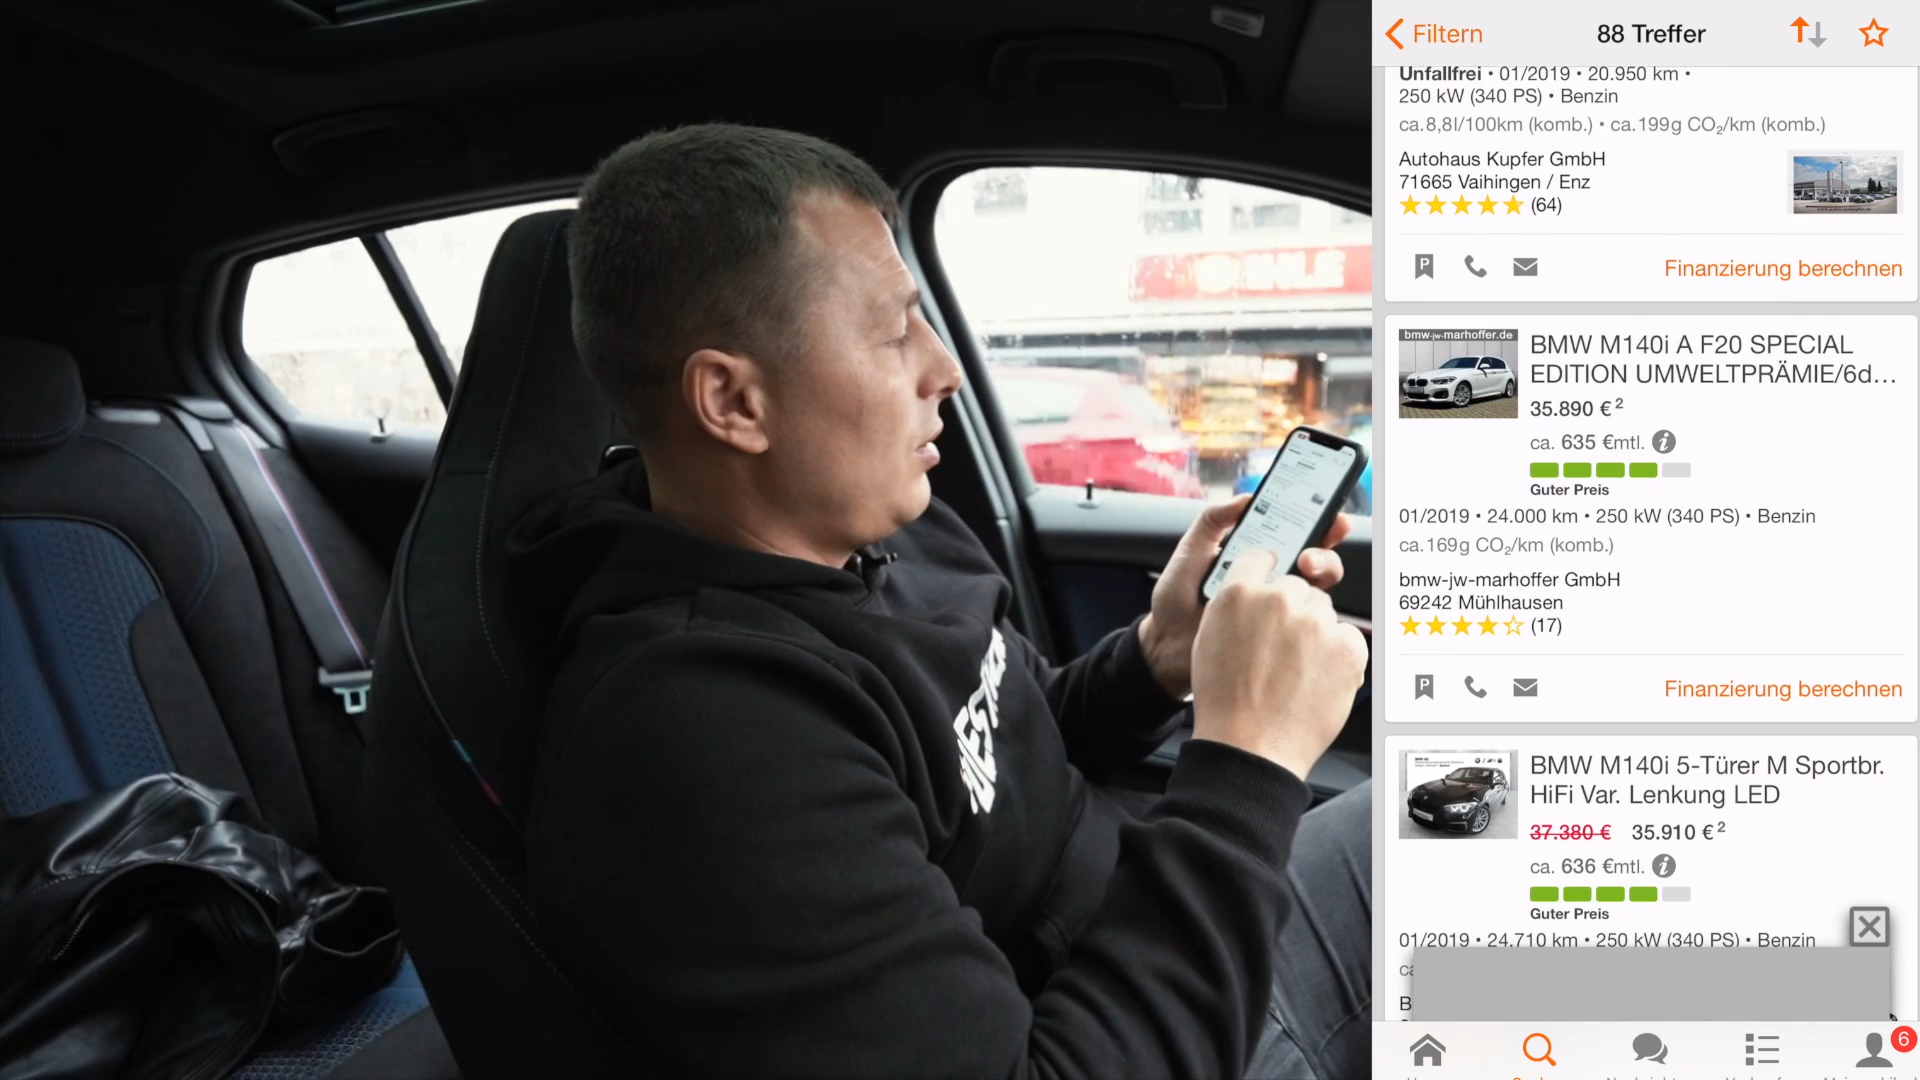 Filtern
88 Treffer
Unfallfrei • 01/2019 • 20.950 km •
250 kW (340 PS) • Benzin
ca.8,8l/100km (komb.) • ca.199g CO₂/km (komb.)
Autohaus Kupfer GmbH
71665 Vaihingen / Enz
(64)
P
Finanzierung berechnen
bmw-jw-marhoffer.de
BMW M140i A F20 SPECIAL
EDITION UMWELTPRÄMIE/6d…
35.890 € ²
ca. 635 €mtl. i
Guter Preis
01/2019 • 24.000 km • 250 kW (340 PS) • Benzin
ca.169g CO₂/km (komb.)
bmw-jw-marhoffer GmbH
69242 Mühlhausen
(17)
P
Finanzierung berechnen
BMW M140i 5-Türer M Sportbr.
HiFi Var. Lenkung LED
37.380 € 35.910 € ²
ca. 636 €mtl. i
Guter Preis
01/2019 • 24.710 km • 250 kW (340 PS) • Benzin
6